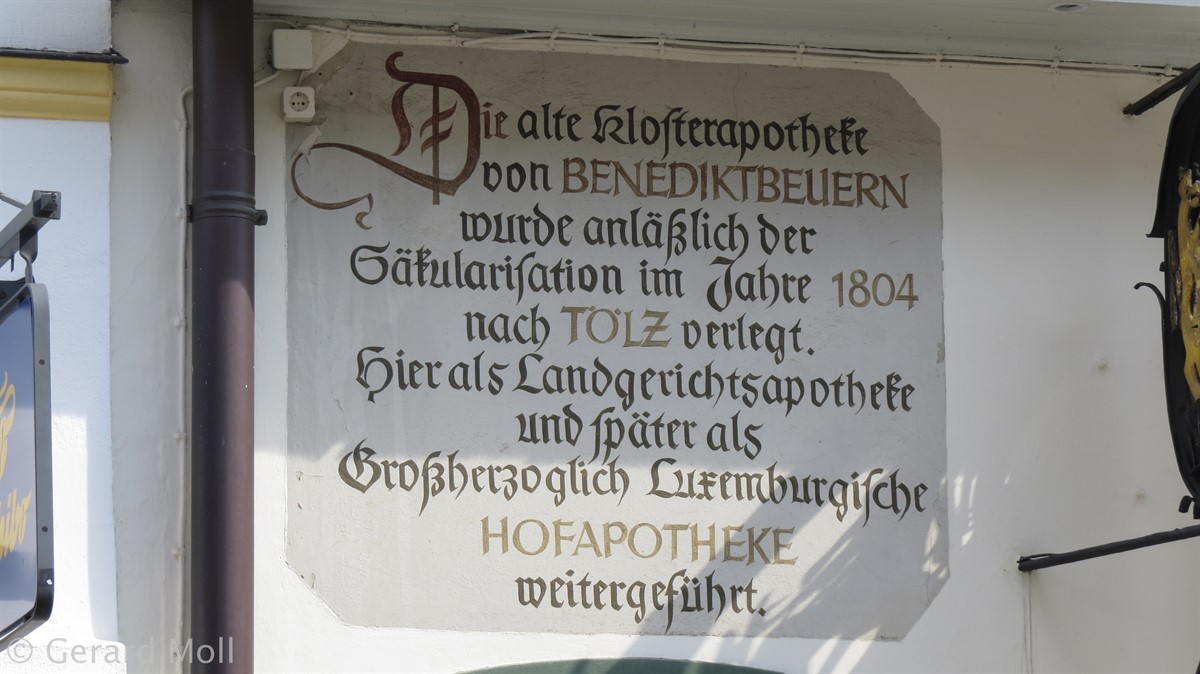 Die alte Kloſterapotheke
von BENEDIKTBEUERN
wurde anläßlich der
Säkulariſation im Jahre 1804
nach TÖLZ verlegt.
Hier als Landgerichtsapotheke
und ſpäter als
Großherzoglich Luxemburgiſche
HOFAPOTHEKE
weitergeführt.
© Gerard Moll